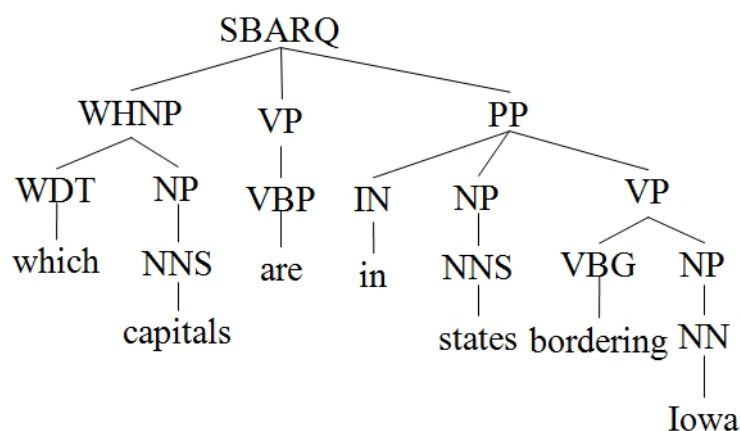 SBARQ
WHNP VP PP
WDT NP VBP IN NP VP
which NNS are in NNS VBG NP
capitals states bordering NN
Iowa